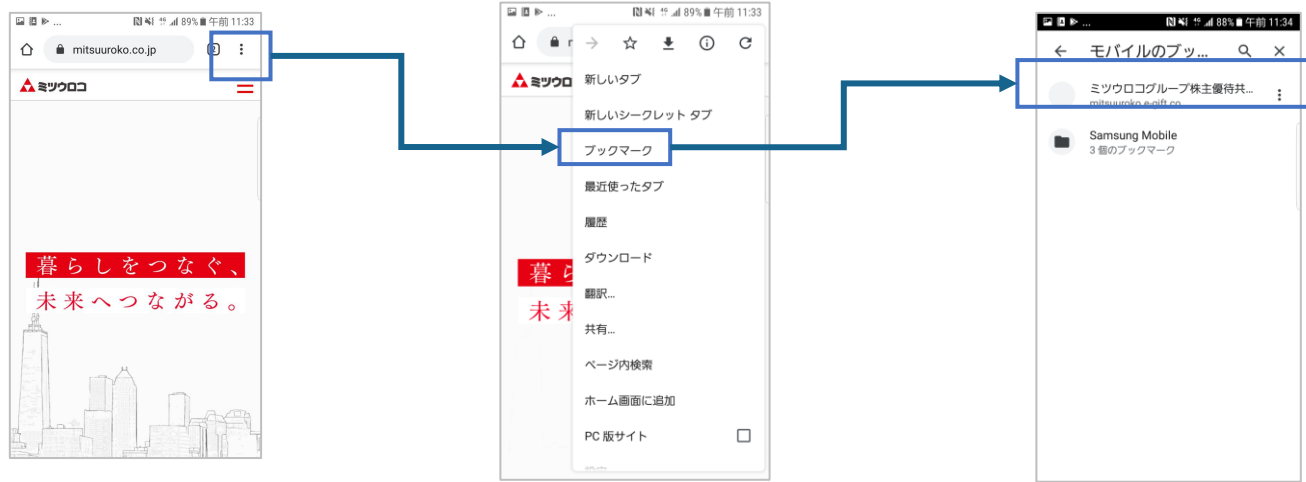 ... 89% 午前 11:33
mitsuuroko.co.jp
ミツウロコ
暮らしをつなぐ、
未来へつながる。
... 89% 午前 11:33
ミツウロ
新しいタブ
新しいシークレット タブ
ブックマーク
最近使ったタブ
履歴
ダウンロード
翻訳...
共有...
ページ内検索
ホーム画面に追加
PC 版サイト
暮ら
未来
... 88% 午前 11:34
モバイルのブッ...
ミツウロコグループ株主優待共...
mitsuuroko.e-gift.co
Samsung Mobile
3 個のブックマーク